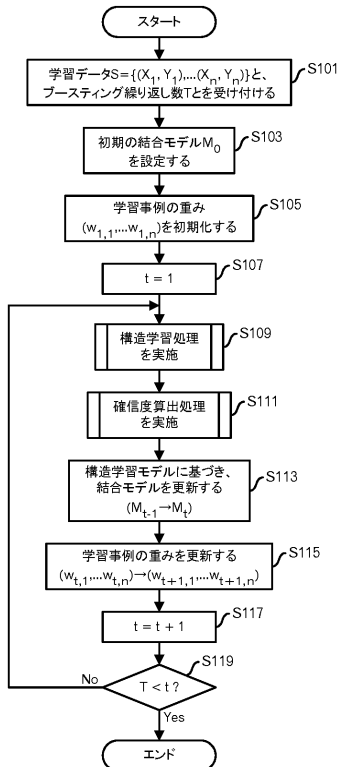 スタート
学習データS={(X1, Y1),...(Xn, Yn)}と、
ブースティング繰り返し数Tとを受け付ける
S101
初期の結合モデルM0
を設定する
S103
学習事例の重み
(w1,1,...w1,n)を初期化する
S105
t = 1
S107
構造学習処理
を実施
S109
確信度算出処理
を実施
S111
構造学習モデルに基づき、
結合モデルを更新する
(Mt-1→Mt)
S113
学習事例の重みを更新する
(wt,1,...wt,n)→(wt+1,1,...wt+1,n)
S115
t = t + 1
S117
T < t ?
S119
No
Yes
エンド